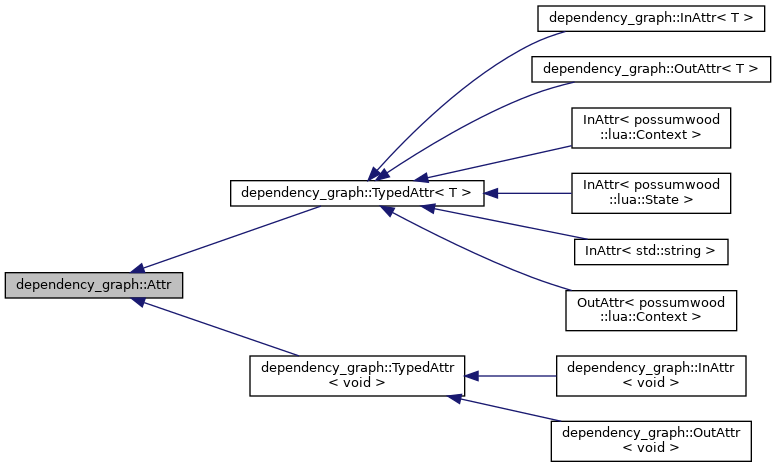 dependency_graph::InAttr< T >
dependency_graph::OutAttr< T >
InAttr< possumwood
::lua::Context >
dependency_graph::TypedAttr< T >
InAttr< possumwood
::lua::State >
InAttr< std::string >
dependency_graph::Attr
OutAttr< possumwood
::lua::Context >
dependency_graph::TypedAttr
< void >
dependency_graph::InAttr
< void >
dependency_graph::OutAttr
< void >